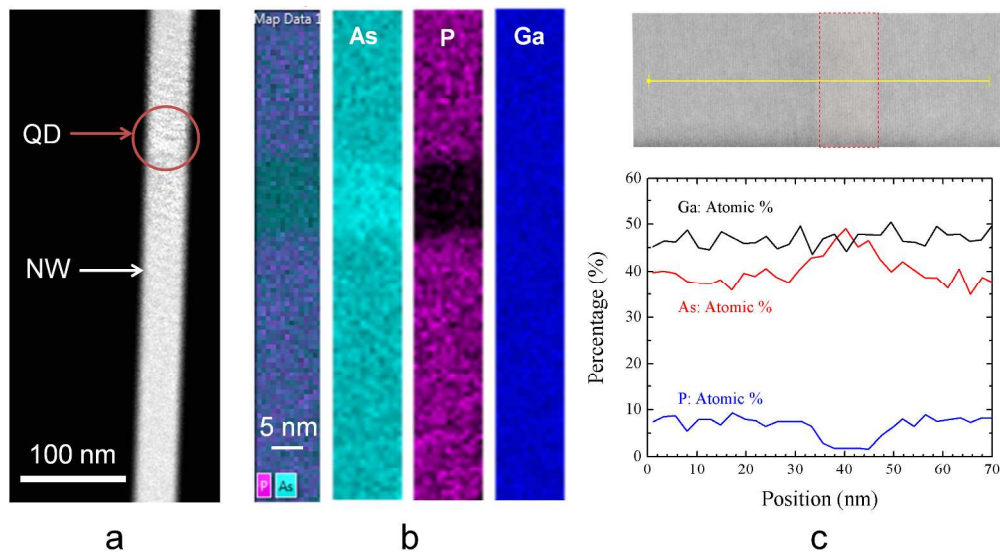 QD
NW
100 nm
a
Map Data 1
As
P
Ga
5 nm
P
As
b
60
50
40
30
20
10
0
Percentage (%)
Ga: Atomic %
As: Atomic %
P: Atomic %
0 10 20 30 40 50 60 70
Position (nm)
c